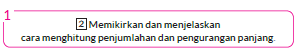 1
2 Memikirkan dan menjelaskan
cara menghitung penjumlahan dan pengurangan panjang.